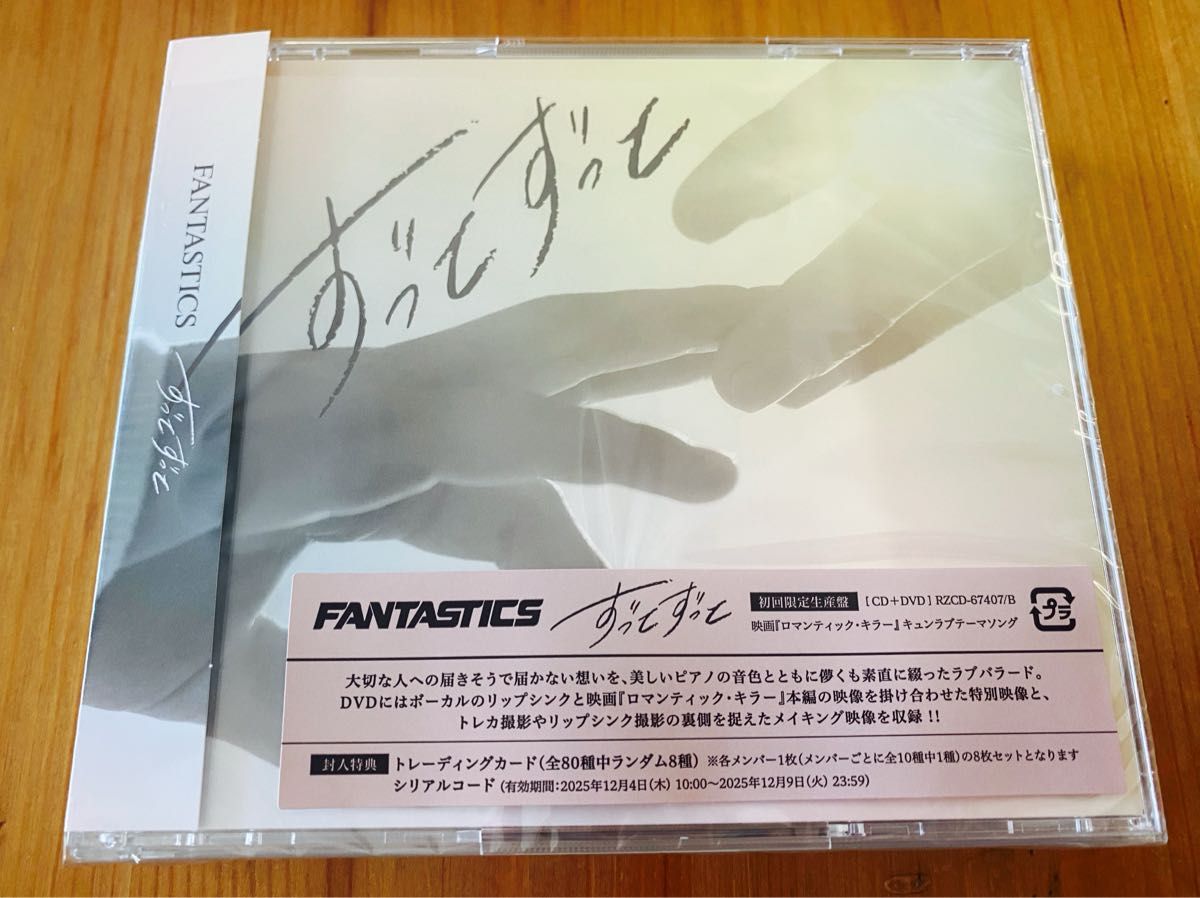 FANTASTICS
ずっとずっと
ずっと
ずっと
FANTASTICS
ずっとずっと
初回限定生産盤 [CD+DVD] RZCD-67407/B
映画『ロマンティック・キラー』キュンラブテーマソング
プラ
大切な人への届きそうで届かない想いを、美しいピアノの音色とともに儚くも素直に綴ったラブバラード。
DVDにはボーカルのリップシンクと映画『ロマンティック・キラー』本編の映像を掛け合わせた特別映像と、
トレカ撮影やリップシンク撮影の裏側を捉えたメイキング映像を収録!!
封入特典 トレーディングカード(全80種中ランダム8種) ※各メンバー1枚(メンバーごとに全10種中1種)の8枚セットとなります
シリアルコード (有効期間:2025年12月4日(木) 10:00〜2025年12月9日(火) 23:59)